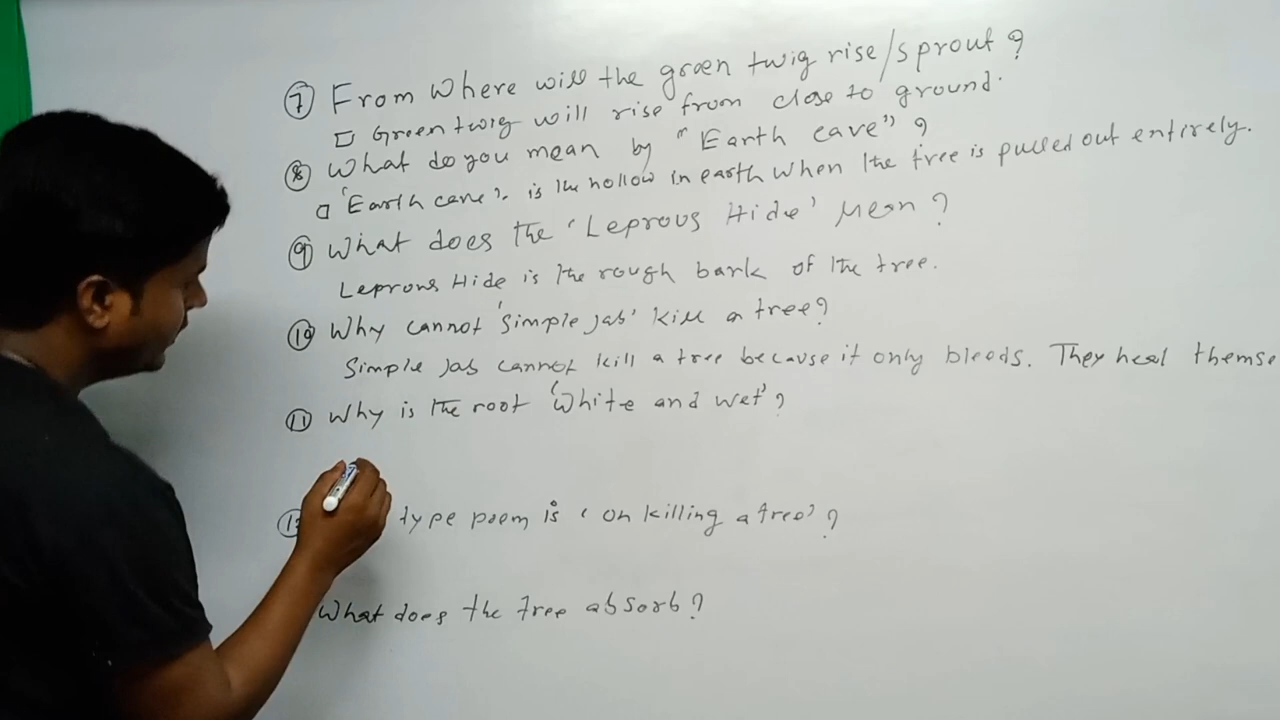 ⑦ From Where will the green twig rise/sprout?
□ Green twig will rise from close to ground.
⑧ What do you mean by "Earth cave"?
□ 'Earth cave', is the hollow in earth when the tree is pulled out entirely.
⑨ What does the 'Leprous Hide' Mean?
Leprous Hide is the rough bark of the tree.
⑩ Why cannot 'simple jab' kill a tree?
Simple jab cannot kill a tree because it only bleeds. They heal themse
⑪ Why is the root 'White and wet'?
type poem is 'on killing a tree'?
What does the tree absorb?